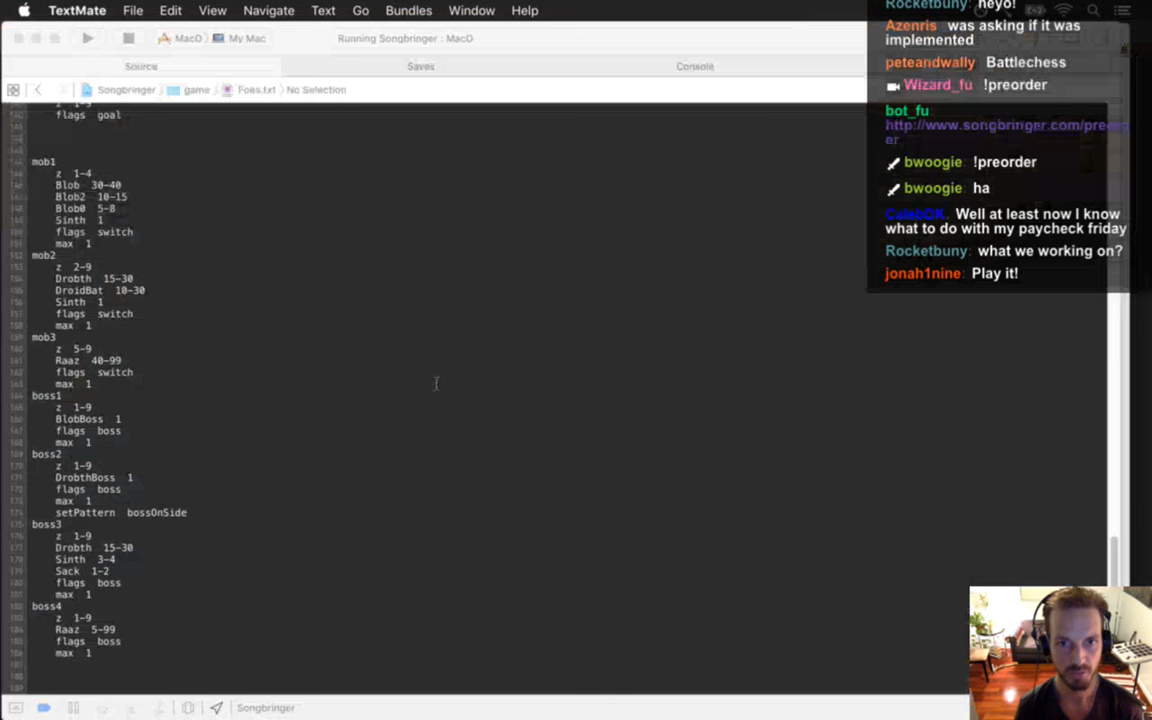 TextMate File Edit View Navigate Text Go Bundles Window Help
MacD My Mac
Running Songbringer : MacD
Source Saves Console
Songbringer game Foes.txt No Selection
flags goal
mob1
z 1-4
Blob 30-40
Blob2 10-15
Blob8 5-8
Sinth 1
flags switch
max 1
mob2
z 2-9
Drobth 15-30
DroidBat 10-30
Sinth 1
flags switch
max 1
mob3
z 5-9
Raaz 40-99
flags switch
max 1
boss1
z 1-9
BlobBoss 1
flags boss
max 1
boss2
z 1-9
DrobthBoss 1
flags boss
max 1
setPattern bossOnSide
boss3
z 1-9
Drobth 15-30
Sinth 3-4
Sack 1-2
flags boss
max 1
boss4
z 1-9
Raaz 5-99
flags boss
max 1
Songbringer
Rocketbuny: heyo!
Azenris was asking if it was
implemented
peteandwally Battlechess
Wizard_fu !preorder
bot_fu:
http://www.songbringer.com/preord
er
bwoogie: !preorder
bwoogie: ha
CalebDK: Well at least now I know
what to do with my paycheck friday
Rocketbuny: what we working on?
jonah1nine: Play it!